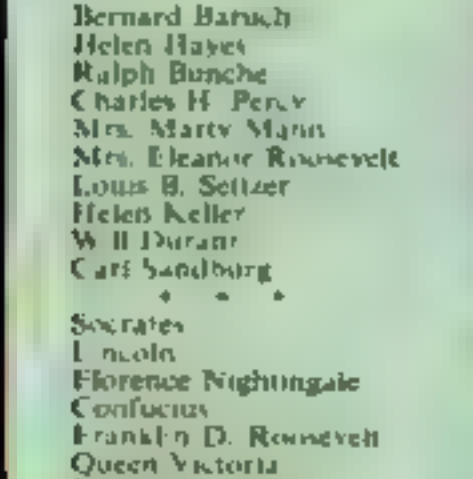 Bernard Baruch
Helen Hayes
Ralph Bunche
Charles H. Percy
Mrs. Marty Mann
Mrs. Eleanor Roosevelt
Louis B. Seltzer
Helen Keller
Will Durant
Carl Sandburg
* * *
Socrates
Lincoln
Florence Nightingale
Confucius
Franklin D. Roosevelt
Queen Victoria